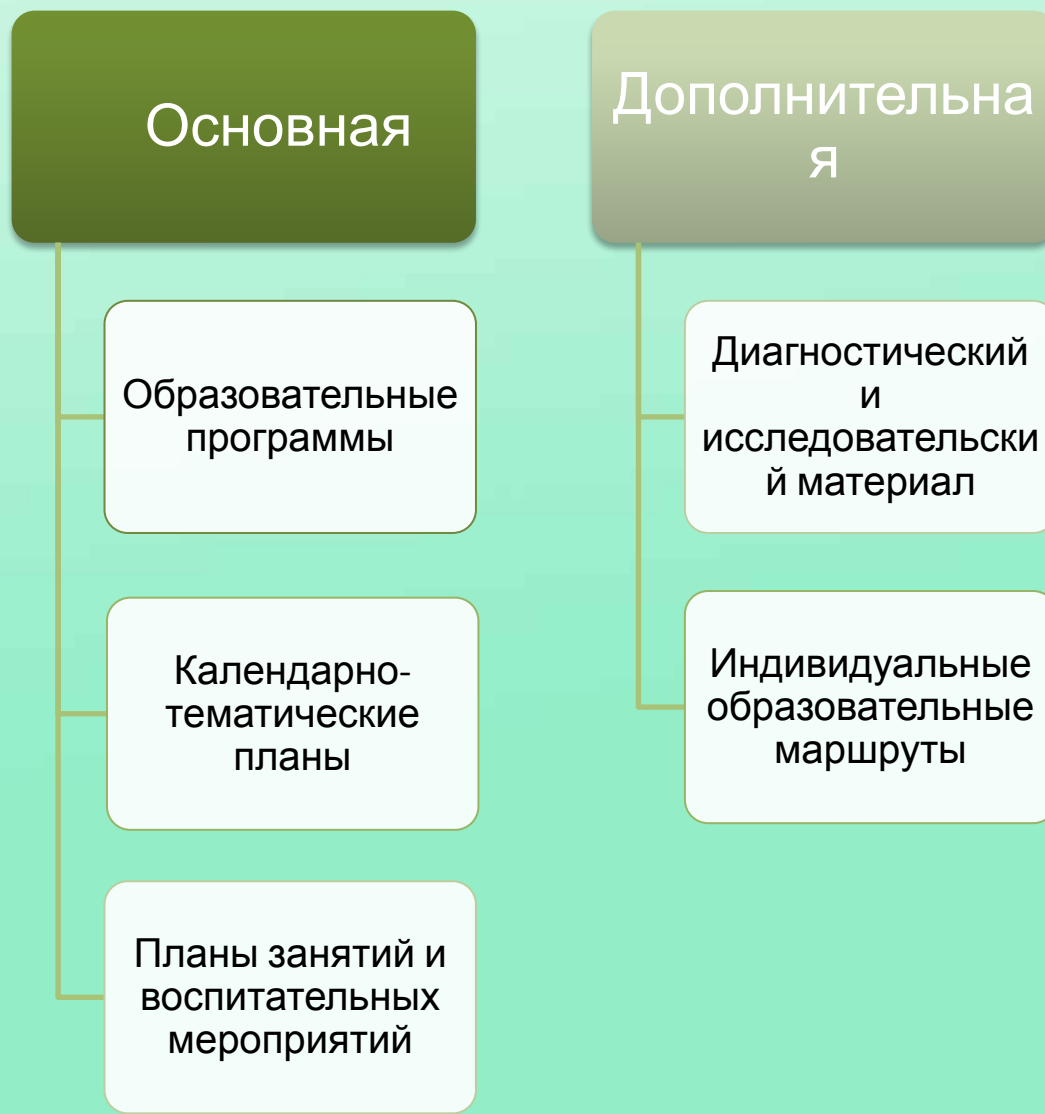 Основная
Образовательные
программы
Календарно-
тематические
планы
Планы занятий и
воспитательных
мероприятий
Дополнительна
я
Диагностический
и
исследовательски
й материал
Индивидуальные
образовательные
маршруты